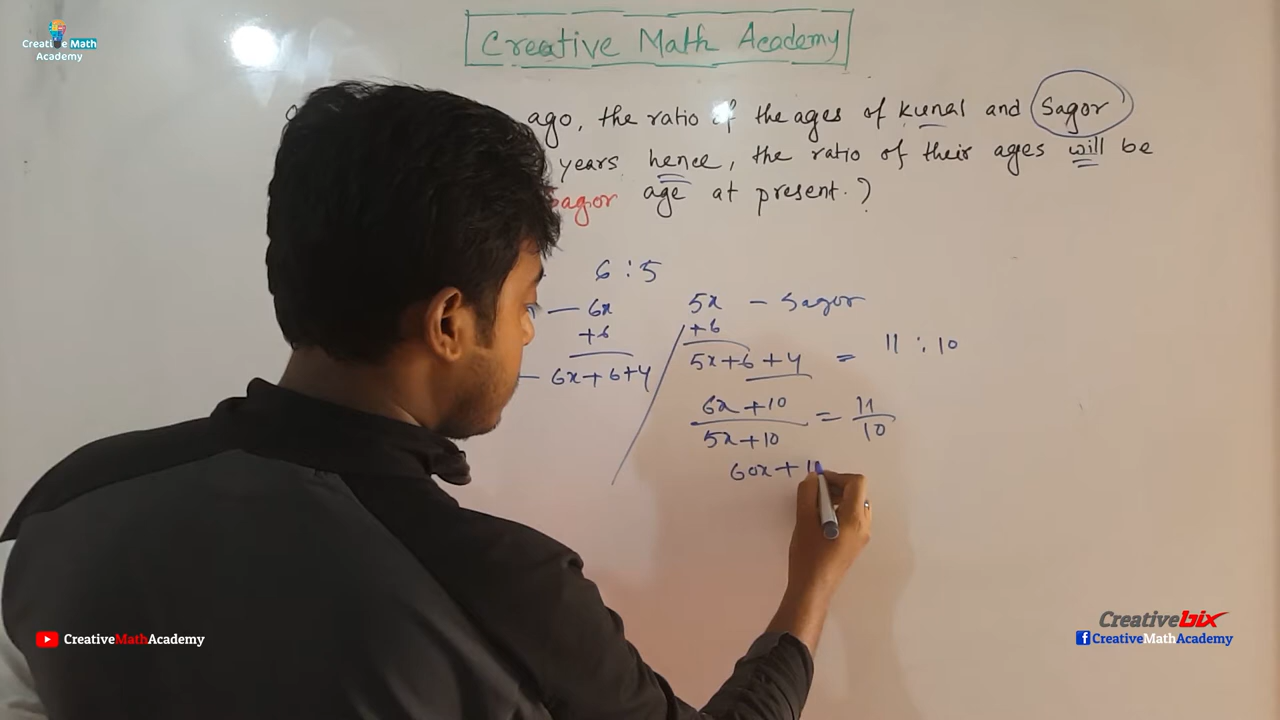 Creative Math Academy
Creative Math
Academy
ago, the ratio of the ages of kunal and Sagor
years hence, the ratio of their ages will be
Sagor age at present. ?
6 : 5
— 6x
5x — Sagor
+6
+6
— 6x + 6 + 4
5x + 6 + 4 = 11 : 10
6x + 10 / 5x + 10 = 11 / 10
60x +
CreativeMathAcademy
Creativebix
CreativeMathAcademy